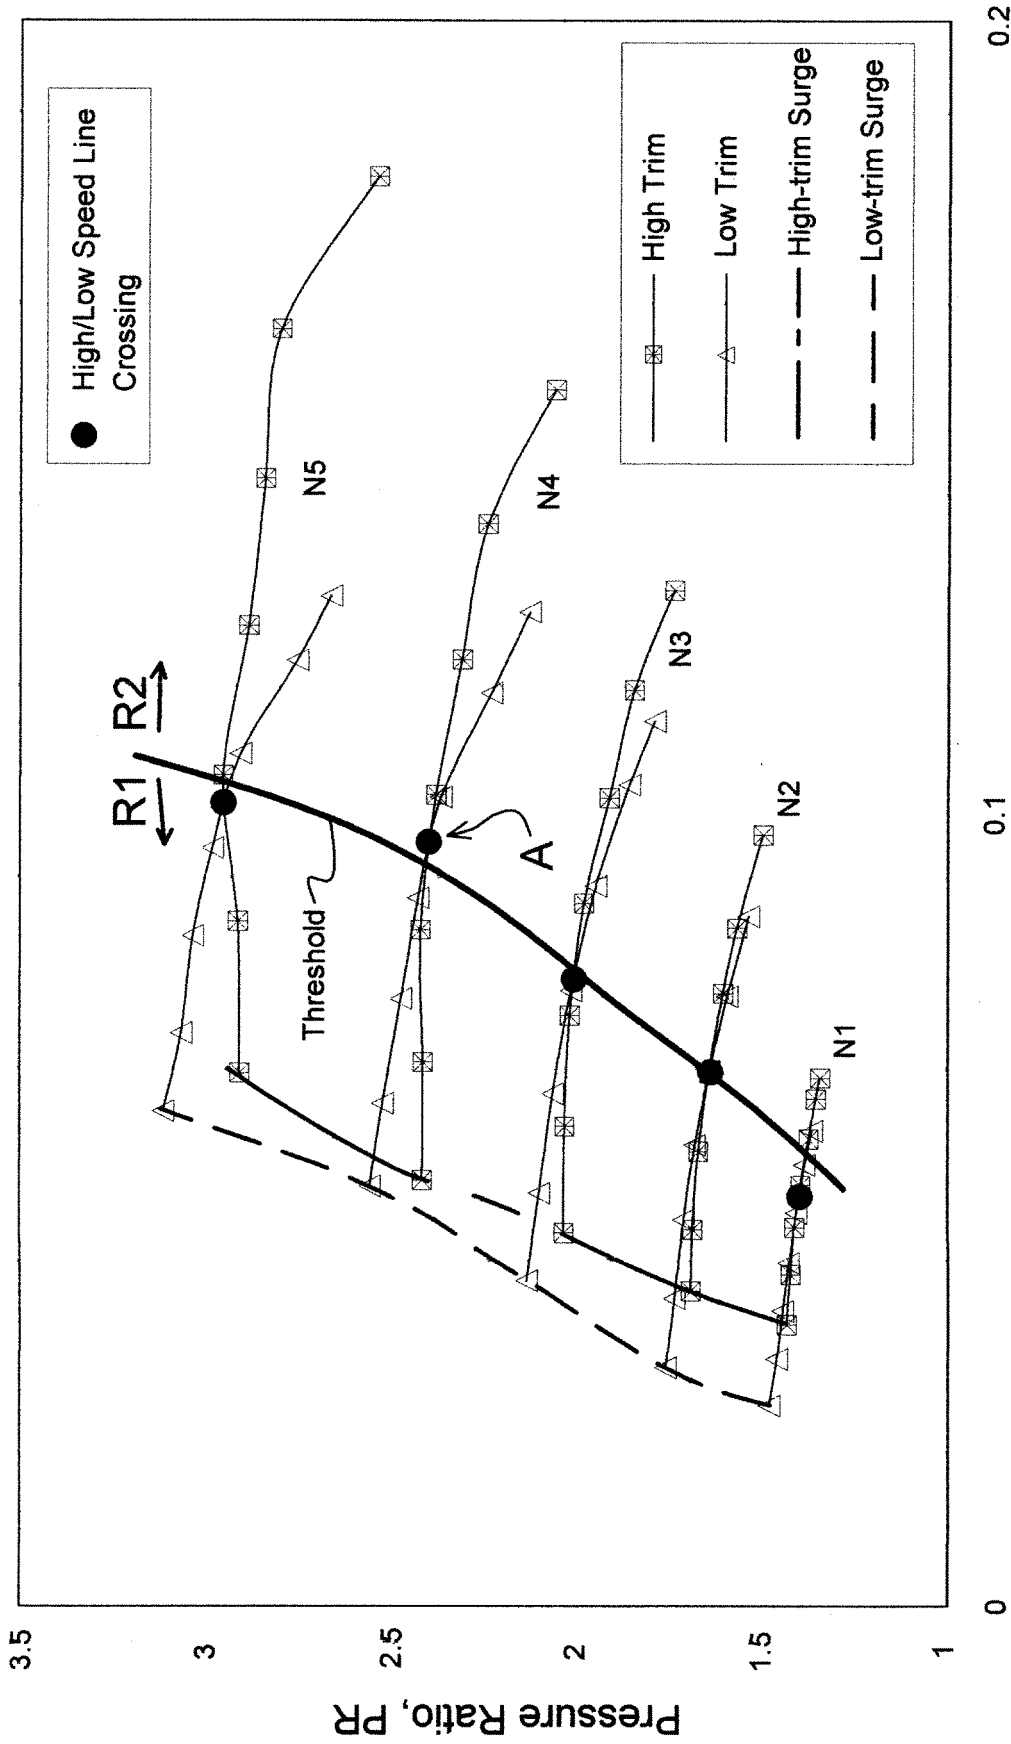 Pressure Ratio, PR
3.5
3
2.5
2
1.5
1
0
0.1
0.2
R1
R2
Threshold
A
N5
N4
N3
N2
N1
High/Low Speed Line
Crossing
High Trim
Low Trim
High-trim Surge
Low-trim Surge